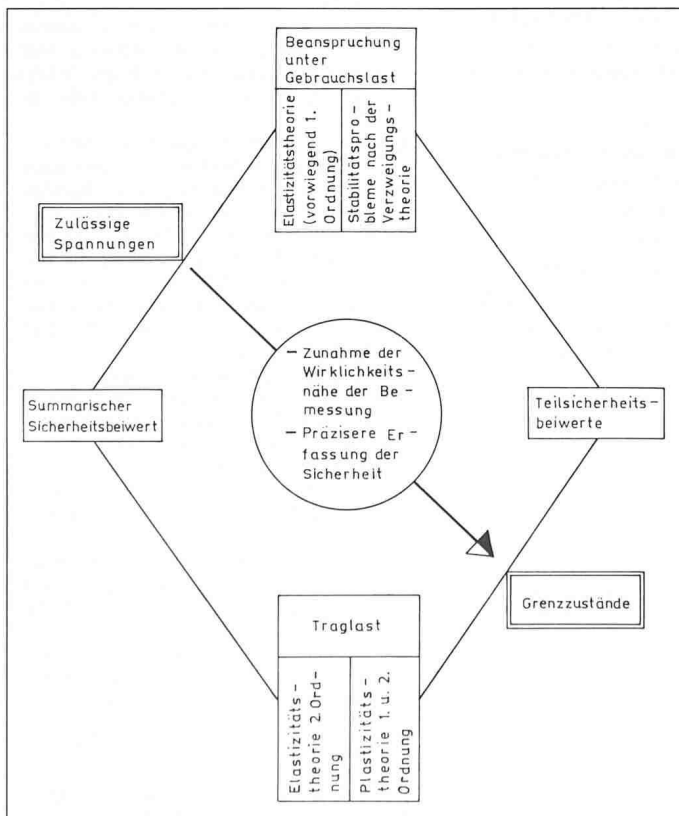 Beanspruchung
unter
Gebrauchslast
Elastizitätstheorie
(vorwiegend 1.
Ordnung)
Stabilitätspro-
bleme nach der
Verzweigungs-
theorie
Zulässige
Spannungen
- Zunahme der
Wirklichkeits-
nähe der Be-
messung
- Präzisere Er-
fassung der
Sicherheit
Summarischer
Sicherheitsbeiwert
Teilsicherheits-
beiwerte
Grenzzustände
Traglast
Elastizitäts-
theorie 2.Ord-
nung
Plastizitäts-
theorie 1. u. 2.
Ordnung